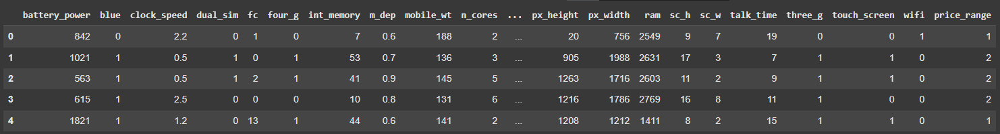 battery_power blue clock_speed dual_sim fc four_g int_memory m_dep mobile_wt n_cores ... px_height px_width ram sc_h sc_w talk_time three_g touch_screen wifi price_range
0 842 0 2.2 0 1 0 7 0.6 188 2 ... 20 756 2549 9 7 19 0 0 1 1
1 1021 1 0.5 1 0 1 53 0.7 136 3 ... 905 1988 2631 17 3 7 1 1 0 2
2 563 1 0.5 1 2 1 41 0.9 145 5 ... 1263 1716 2603 11 2 9 1 1 0 2
3 615 1 2.5 0 0 0 10 0.8 131 6 ... 1216 1786 2769 16 8 11 1 0 0 2
4 1821 1 1.2 0 13 1 44 0.6 141 2 ... 1208 1212 1411 8 2 15 1 1 0 1